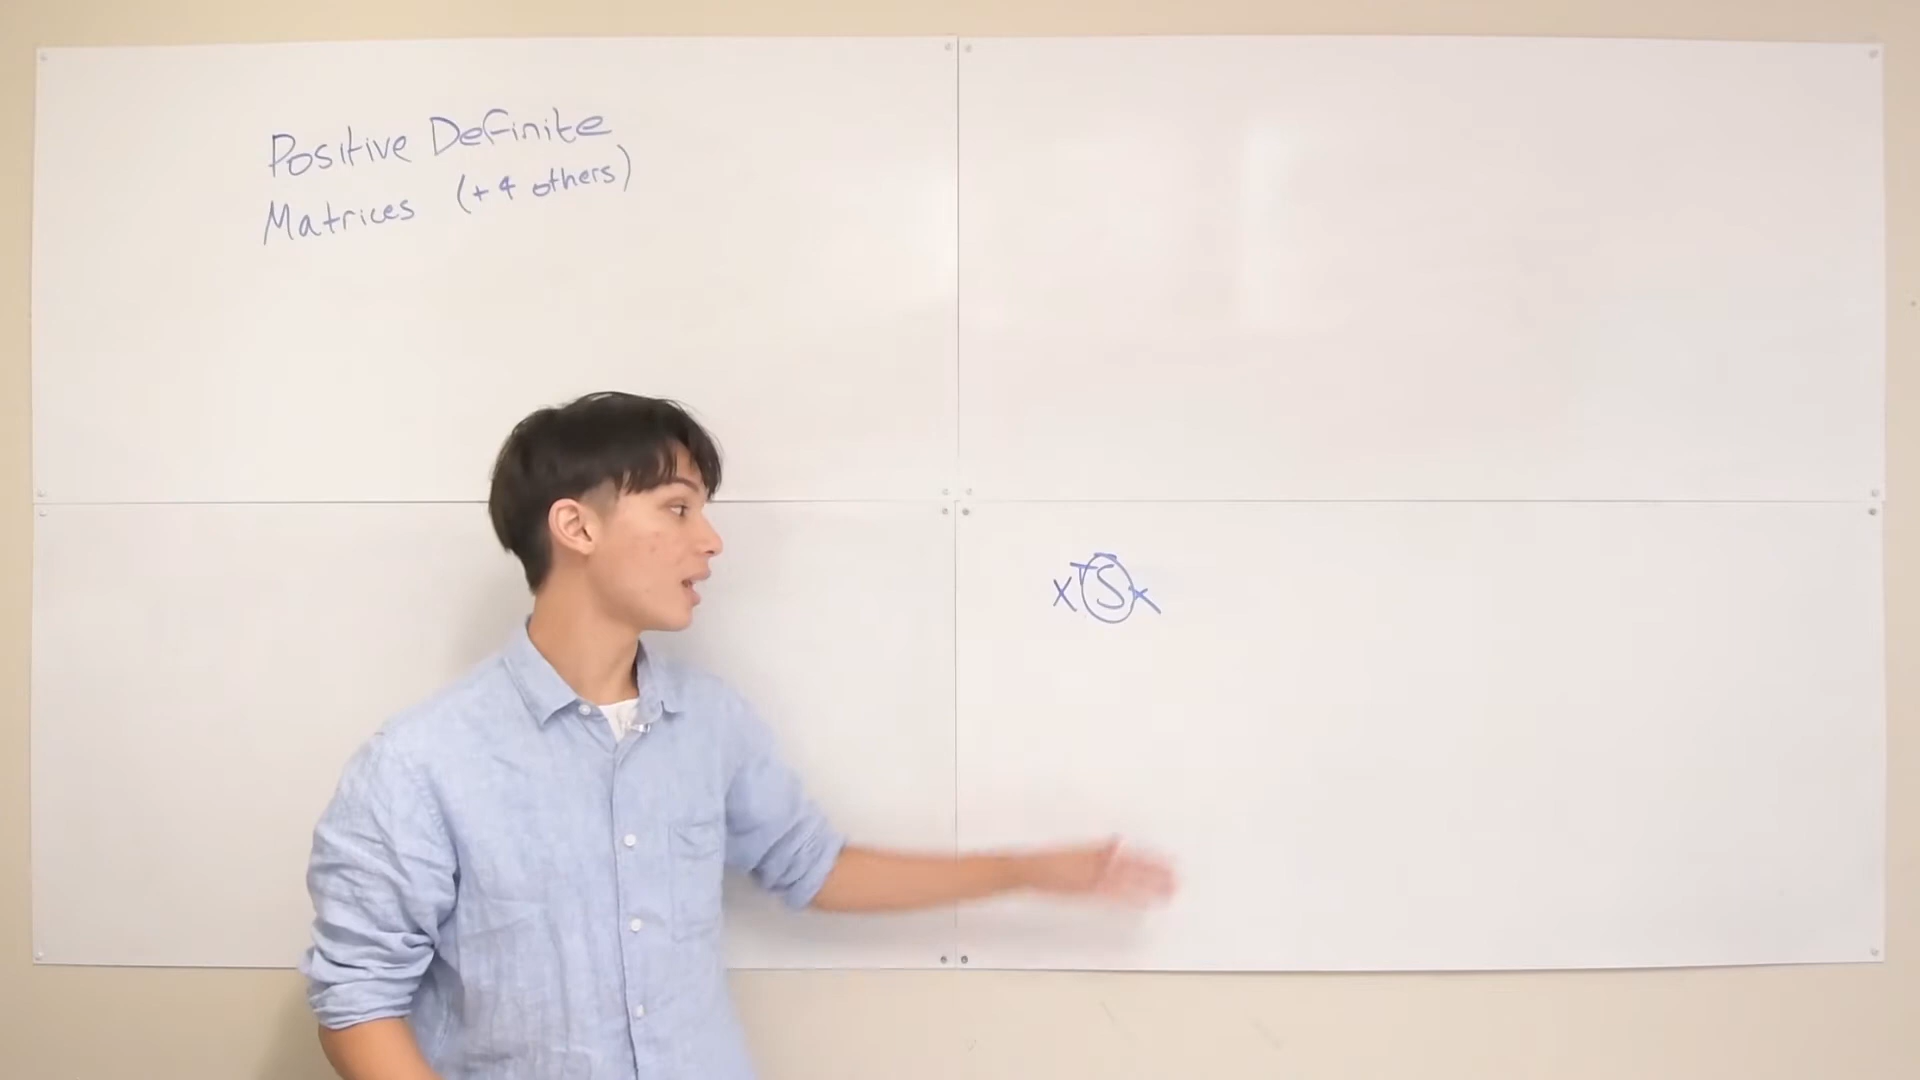 Positive Definite
Matrices (+4 others)
xᵀSx